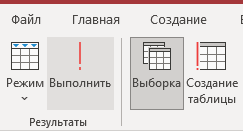 Файл Главная Создание
Режим Выполнить Выборка Создание
таблицы
Результаты